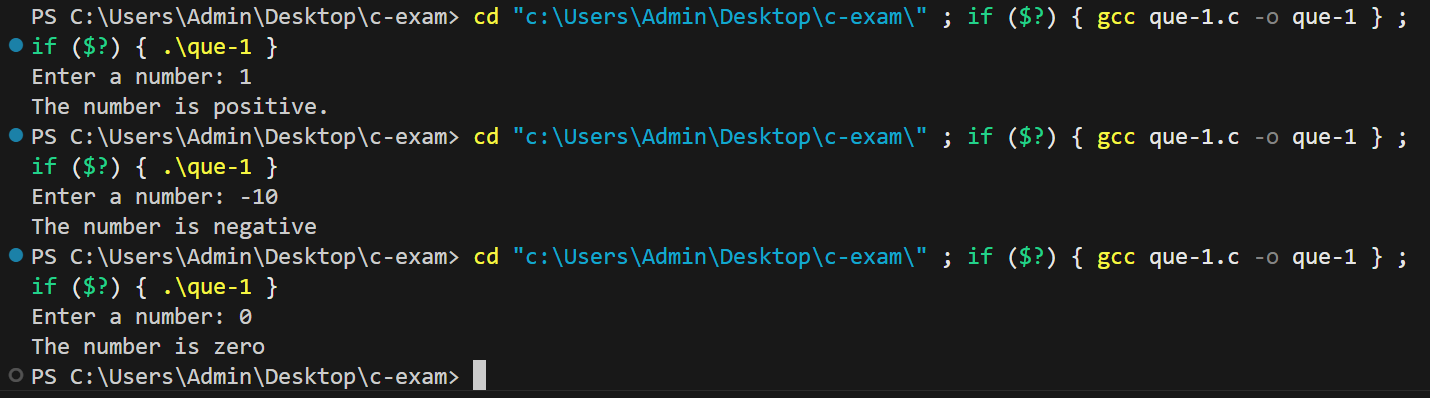 PS C:\Users\Admin\Desktop\c-exam> cd "c:\Users\Admin\Desktop\c-exam\" ; if ($?) { gcc que-1.c -o que-1 } ;
if ($?) { .\que-1 }
Enter a number: 1
The number is positive.
PS C:\Users\Admin\Desktop\c-exam> cd "c:\Users\Admin\Desktop\c-exam\" ; if ($?) { gcc que-1.c -o que-1 } ;
if ($?) { .\que-1 }
Enter a number: -10
The number is negative
PS C:\Users\Admin\Desktop\c-exam> cd "c:\Users\Admin\Desktop\c-exam\" ; if ($?) { gcc que-1.c -o que-1 } ;
if ($?) { .\que-1 }
Enter a number: 0
The number is zero
PS C:\Users\Admin\Desktop\c-exam>